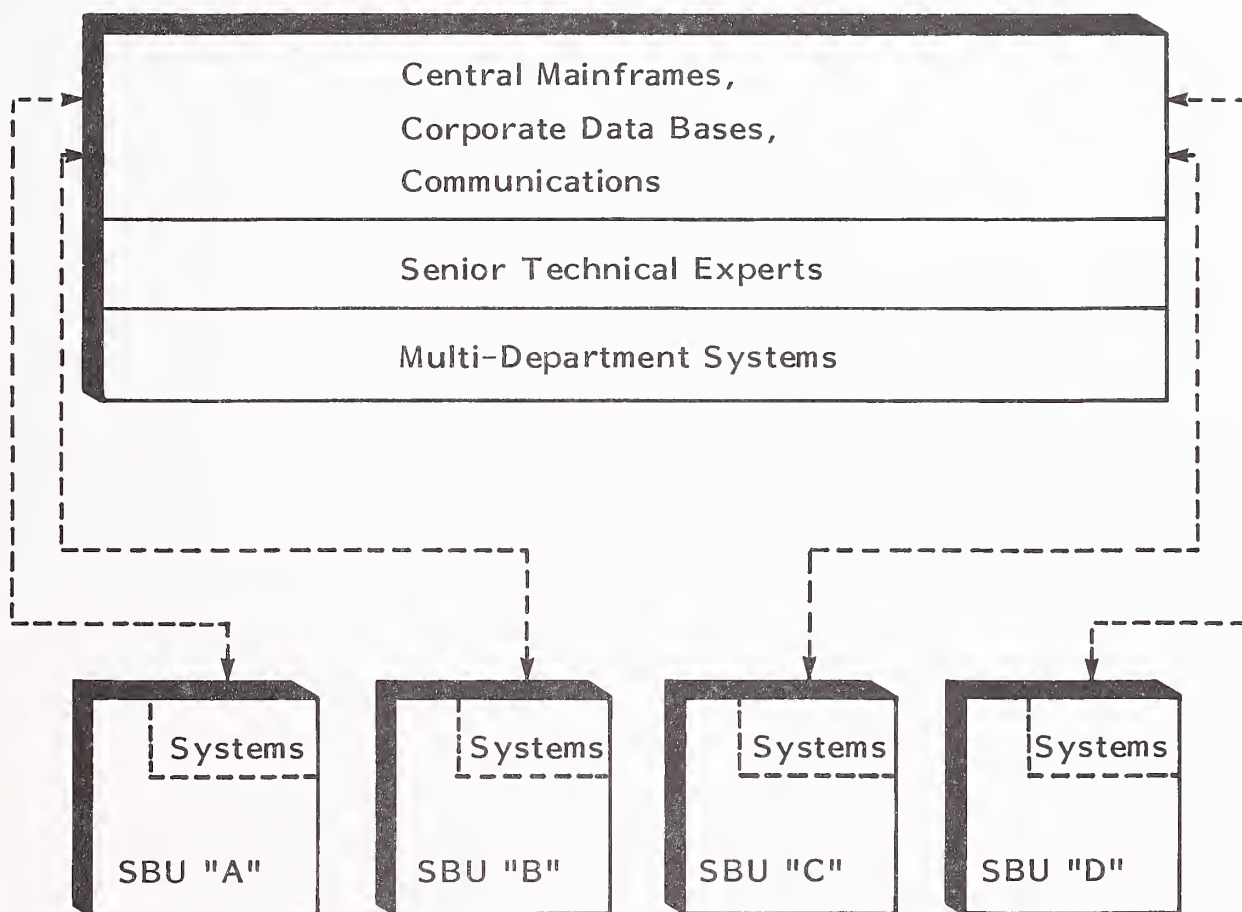 Central Mainframes,
Corporate Data Bases,
Communications
Senior Technical Experts
Multi-Department Systems
Systems
Systems
Systems
Systems
SBU "A"
SBU "B"
SBU "C"
SBU "D"